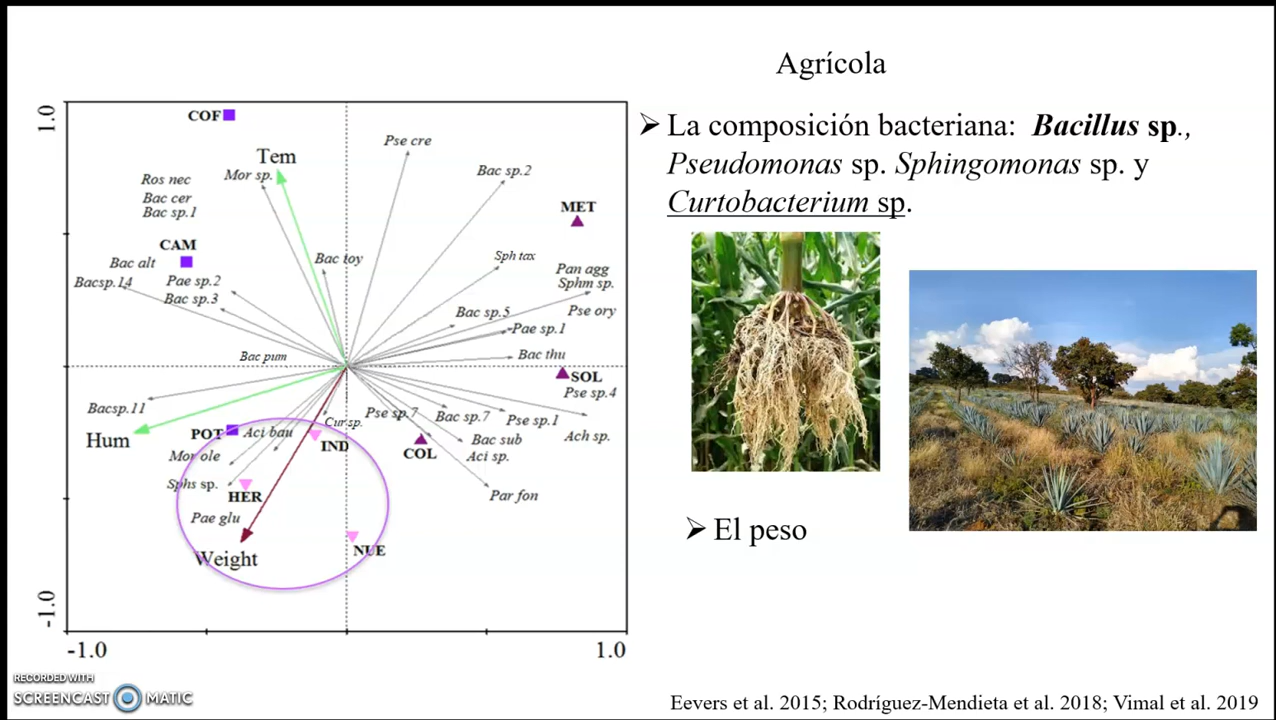 Agrícola
1.0
COF
Tem
Pse cre
Mor sp.
Bac sp.2
Ros nec
Bac cer
Bac sp.1
MET
CAM
Bac alt
Bac toy
Sph tax
Pan agg
Bacsp.14
Pae sp.2
Sphm sp.
Bac sp.3
Bac sp.5
Pse ory
Pae sp.1
Bac pum
Bac thu
SOL
Pse sp.4
Bacsp.11
Pse sp.7
Bac sp.7
Pse sp.1
Cur sp.
Hum
POT
Aci bau
IND
COL
Bac sub
Ach sp.
Mor ole
Aci sp.
Sphs sp.
HER
Par fon
Pae glu
Weight
NUE
-1.0
-1.0
1.0
➢ La composición bacteriana: Bacillus sp.,
Pseudomonas sp. Sphingomonas sp. y
Curtobacterium sp.
➢ El peso
RECORDED WITH
SCREENCAST MATIC
Eevers et al. 2015; Rodríguez-Mendieta et al. 2018; Vimal et al. 2019